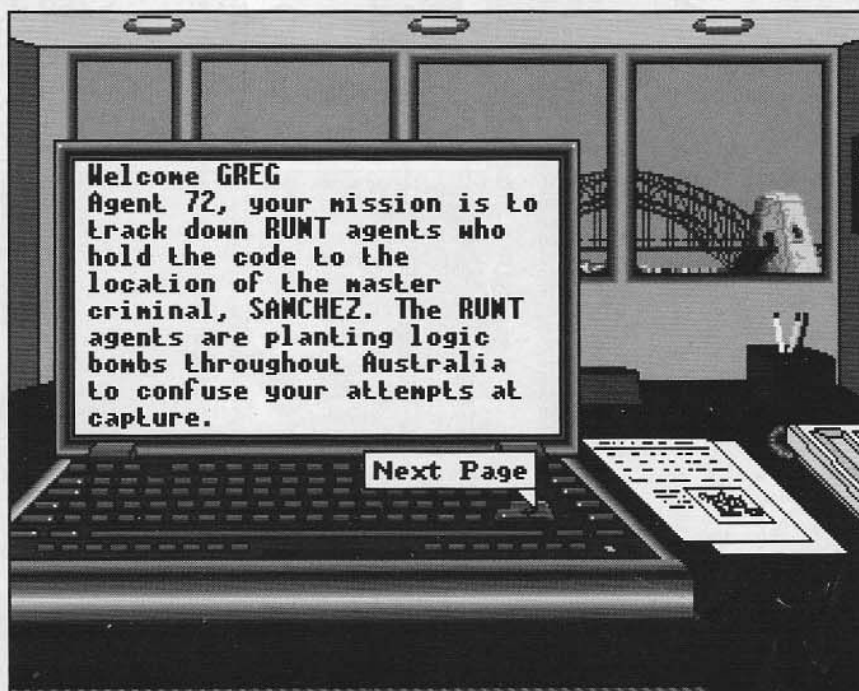 Welcome GREG
Agent 72, your mission is to
track down RUNT agents who
hold the code to the
location of the master
criminal, SANCHEZ. The RUNT
agents are planting logic
bombs throughout Australia
to confuse your attempts at
capture.
Next Page